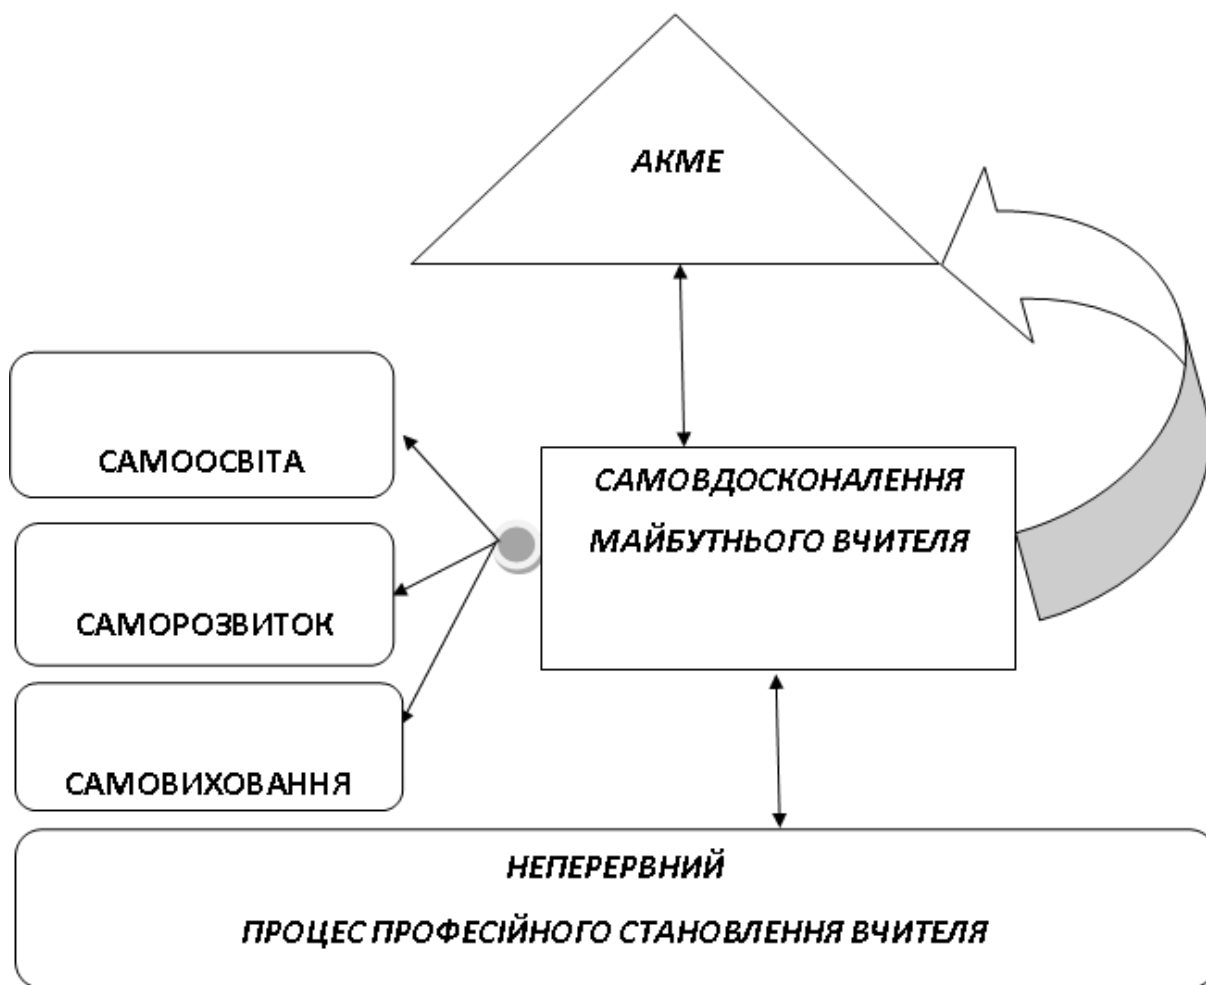 АКМЕ
САМООСВІТА
САМОРОЗВИТОК
САМОВИХОВАННЯ
САМОВДОСКОНАЛЕННЯ
МАЙБУТНЬОГО ВЧИТЕЛЯ
НЕПЕРЕРВНИЙ
ПРОЦЕС ПРОФЕСІЙНОГО СТАНОВЛЕННЯ ВЧИТЕЛЯ